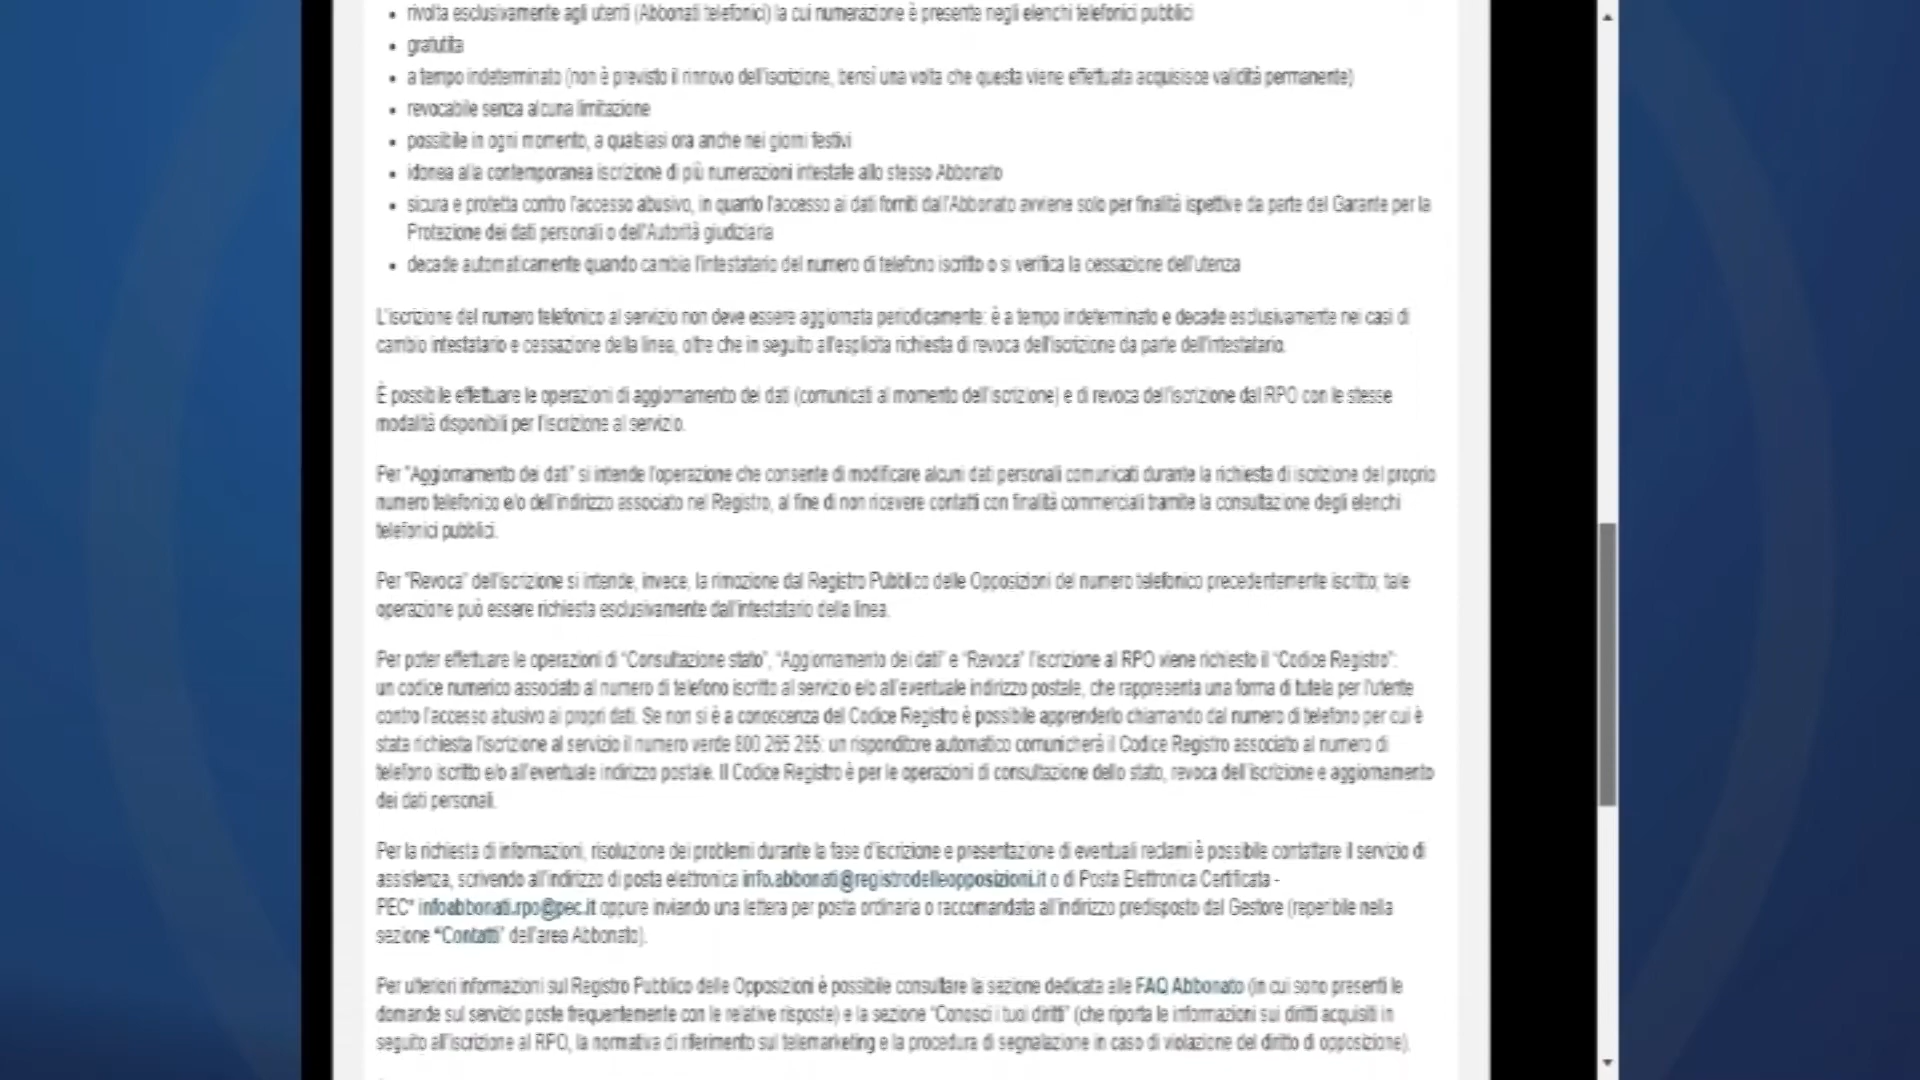 • rivolta esclusivamente agli utenti (Abbonati telefonici) la cui numerazione è presente negli elenchi telefonici pubblici
• gratutita
• a tempo indeterminato (non è previsto il rinnovo dell'iscrizione, bensì una volta che questa viene effettuata acquisisce validità permanente)
• revocabile senza alcuna limitazione
• possibile in ogni momento, a qualsiasi ora anche nei giorni festivi
• idonea alla contemporanea iscrizione di più numerazioni intestate allo stesso Abbonato
• sicura e protetta contro l'accesso abusivo, in quanto l'accesso ai dati forniti dall'Abbonato avviene solo per finalità ispettive da parte del Garante per la
Protezione dei dati personali o dell'Autorità giudiziaria
• decade automaticamente quando cambia l'intestatario del numero di telefono iscritto o si verifica la cessazione dell'utenza
L'iscrizione del numero telefonico al servizio non deve essere aggiornata periodicamente: è a tempo indeterminato e decade esclusivamente nei casi di
cambio intestatario e cessazione della linea, oltre che in seguito all'esplicita richiesta di revoca dell'iscrizione da parte dell'intestatario.
È possibile effettuare le operazioni di aggiornamento dei dati (comunicati al momento dell'iscrizione) e di revoca dell'iscrizione dal RPO con le stesse
modalità disponibili per l'iscrizione al servizio.
Per "Aggiornamento dei dati" si intende l'operazione che consente di modificare alcuni dati personali comunicati durante la richiesta di iscrizione del proprio
numero telefonico e/o dell'indirizzo associato nel Registro, al fine di non ricevere contatti con finalità commerciali tramite la consultazione degli elenchi
telefonici pubblici.
Per "Revoca" dell'iscrizione si intende, invece, la rimozione dal Registro Pubblico delle Opposizioni del numero telefonico precedentemente iscritto; tale
operazione può essere richiesta esclusivamente dall'intestatario della linea.
Per poter effettuare le operazioni di "Consultazione stato", "Aggiornamento dei dati" e "Revoca" l'iscrizione al RPO viene richiesto il "Codice Registro":
un codice numerico associato al numero di telefono iscritto al servizio e/o all'eventuale indirizzo postale, che rappresenta una forma di tutela per l'utente
contro l'accesso abusivo ai propri dati. Se non si è a conoscenza del Codice Registro è possibile apprenderlo chiamando dal numero di telefono per cui è
stata richiesta l'iscrizione al servizio il numero verde 800 265 265: un risponditore automatico comunicherà il Codice Registro associato al numero di
telefono iscritto e/o all'eventuale indirizzo postale. Il Codice Registro è per le operazioni di consultazione dello stato, revoca dell'iscrizione e aggiornamento
dei dati personali.
Per la richiesta di informazioni, risoluzione dei problemi durante la fase d'iscrizione e presentazione di eventuali reclami è possibile contattare il servizio di
assistenza, scrivendo all'indirizzo di posta elettronica info.abbonati@registrodelleopposizioni.it o di Posta Elettronica Certificata -
PEC* infoabbonati.rpo@pec.it oppure inviando una lettera per posta ordinaria o raccomandata all'indirizzo predisposto dal Gestore (reperibile nella
sezione "Contatti" dell'area Abbonato).
Per ulteriori informazioni sul Registro Pubblico delle Opposizioni è possibile consultare la sezione dedicata alle FAQ Abbonato (in cui sono presenti le
domande sul servizio poste frequentemente con le relative risposte) e la sezione "Conosci i tuoi diritti" (che riporta le informazioni sui diritti acquisiti in
seguito all'iscrizione al RPO, la normativa di riferimento sul telemarketing e la procedura di segnalazione in caso di violazione del diritto di opposizione).